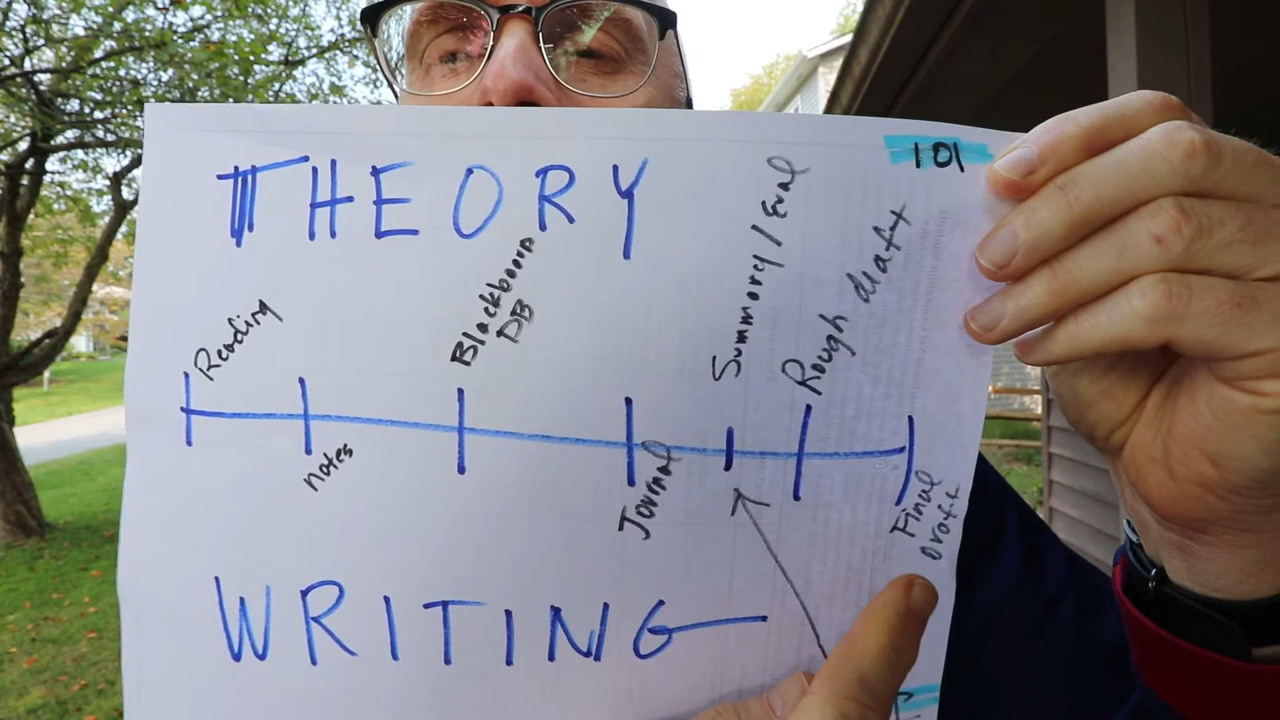 101
THEORY
Reading
notes
Blackboard
DB
Journal
Summary / Eval
Rough draft
Final
Draft
WRITING